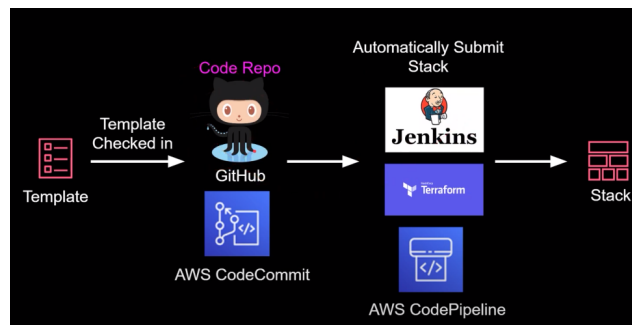 Code Repo
Automatically Submit
Stack
Template
Checked in
Jenkins
GitHub
Terraform
Template
Stack
AWS CodeCommit
AWS CodePipeline